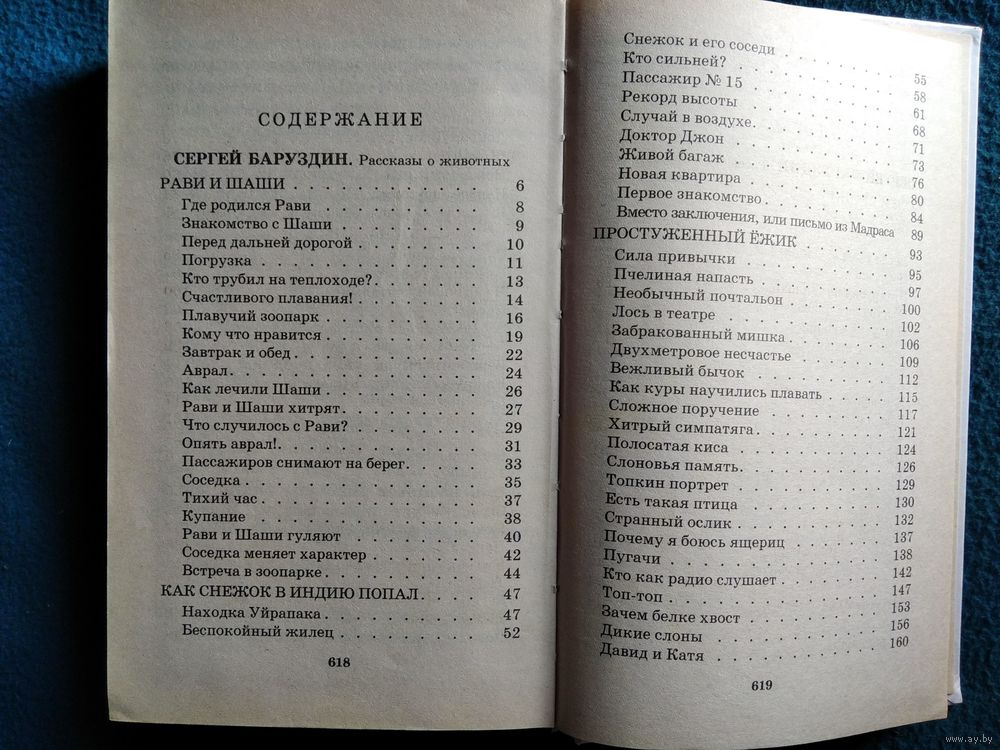 СОДЕРЖАНИЕ
СЕРГЕЙ БАРУЗДИН. Рассказы о животных
РАВИ И ШАШИ . . . . . . . . . . 6
Где родился Рави . . . . . . . . . . 8
Знакомство с Шаши . . . . . . . . . . 9
Перед дальней дорогой . . . . . . . . . . 10
Погрузка . . . . . . . . . . 11
Кто трубил на теплоходе? . . . . . . . . . . 13
Счастливого плавания! . . . . . . . . . . 14
Плавучий зоопарк . . . . . . . . . . 16
Кому что нравится . . . . . . . . . . 19
Завтрак и обед . . . . . . . . . . 22
Аврал . . . . . . . . . . 24
Как лечили Шаши . . . . . . . . . . 26
Рави и Шаши хитрят . . . . . . . . . . 27
Что случилось с Рави? . . . . . . . . . . 29
Опять аврал! . . . . . . . . . . 31
Пассажиров снимают на берег . . . . . . . . . . 33
Соседка . . . . . . . . . . 35
Тихий час . . . . . . . . . . 37
Купание . . . . . . . . . . 38
Рави и Шаши гуляют . . . . . . . . . . 40
Соседка меняет характер . . . . . . . . . . 42
Встреча в зоопарке . . . . . . . . . . 44
КАК СНЕЖОК В ИНДИЮ ПОПАЛ . . . . 47
Находка Уйрапака . . . . . . . . . . 47
Беспокойный жилец . . . . . . . . . . 52
618
Снежок и его соседи . . . . . . . . . . 55
Кто сильней? . . . . . . . . . . 58
Пассажир № 15 . . . . . . . . . . 61
Рекорд высоты . . . . . . . . . . 68
Случай в воздухе . . . . . . . . . . 71
Доктор Джон . . . . . . . . . . 73
Живой багаж . . . . . . . . . . 76
Новая квартира . . . . . . . . . . 80
Первое знакомство . . . . . . . . . . 84
Вместо заключения, или письмо из Мадраса 89
ПРОСТУЖЕННЫЙ ЁЖИК . . . . . . 93
Сила привычки . . . . . . . . . . 95
Пчелиная напасть . . . . . . . . . . 97
Необычный почтальон . . . . . . . . . . 100
Лось в театре . . . . . . . . . . 102
Забракованный мишка . . . . . . . . . . 106
Двухметровое несчастье . . . . . . . . . . 109
Вежливый бычок . . . . . . . . . . 112
Как куры научились плавать . . . . . . 115
Сложное поручение . . . . . . . . . . 117
Хитрый симпатяга . . . . . . . . . . 121
Полосатая киса . . . . . . . . . . 124
Слоновья память . . . . . . . . . . 126
Топкин портрет . . . . . . . . . . 129
Есть такая птица . . . . . . . . . . 130
Странный ослик . . . . . . . . . . 132
Почему я боюсь ящериц . . . . . . . . 137
Пугачи . . . . . . . . . . 138
Кто как радио слушает . . . . . . . . 142
Топ-топ . . . . . . . . . . 147
Зачем белке хвост . . . . . . . . . . 153
Дикие слоны . . . . . . . . . . 156
Давид и Катя . . . . . . . . . . 160
619
www.ay.by